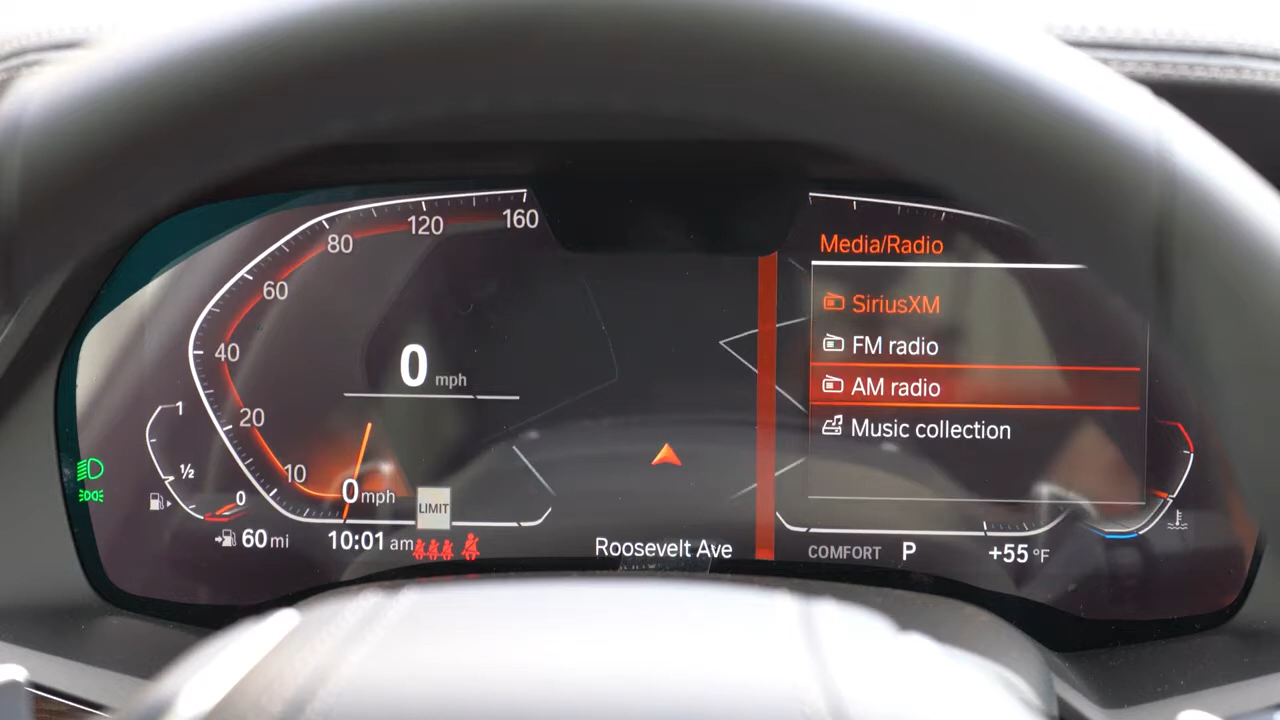 160
120
80
60
40
20
10
0 mph
0 mph
LIMIT
1
½
0
60 mi
10:01 am
Roosevelt Ave
Media/Radio
SiriusXM
FM radio
AM radio
Music collection
COMFORT P
+55 °F